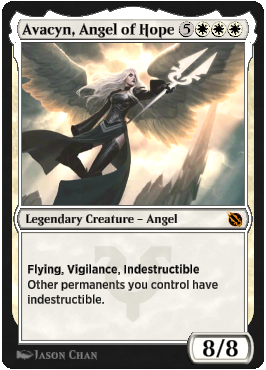 Avacyn, Angel of Hope 5
Legendary Creature – Angel
Flying, Vigilance, Indestructible
Other permanents you control have
indestructible.
Jason Chan
8/8